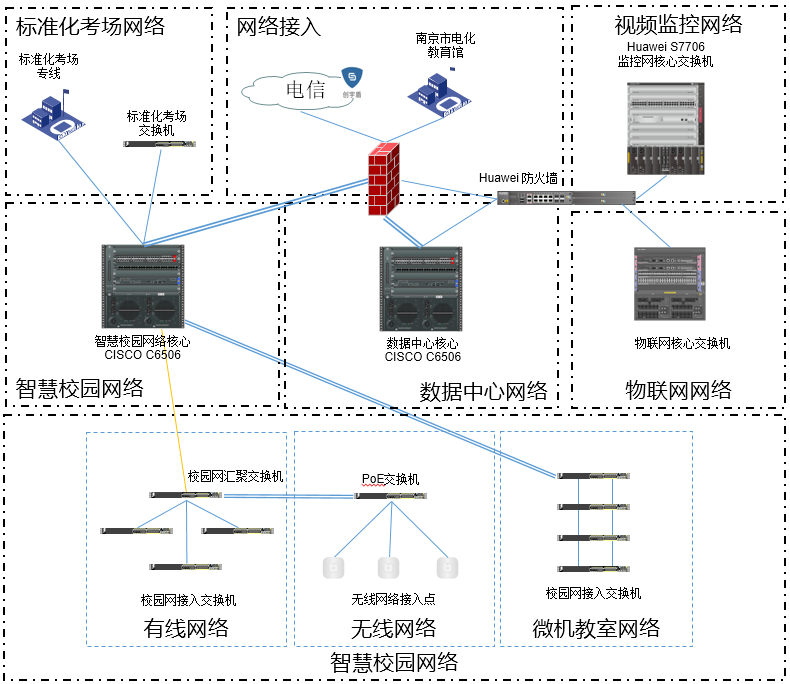 标准化考场网络
标准化考场
专线
标准化考场
交换机
网络接入
电信
创宇盾
南京市电化
教育馆
视频监控网络
Huawei S7706
监控网核心交换机
Huawei 防火墙
智慧校园网络核心
CISCO C6506
智慧校园网络
数据中心核心
CISCO C6506
数据中心网络
物联网核心交换机
物联网网络
校园网汇聚交换机
校园网接入交换机
有线网络
PoE交换机
无线网络接入点
无线网络
校园网接入交换机
微机教室网络
智慧校园网络